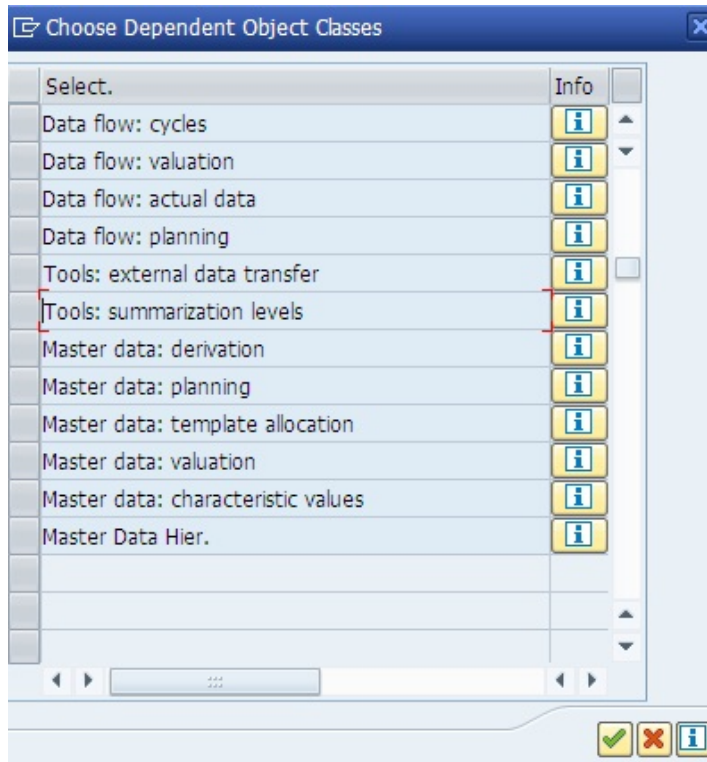 Choose Dependent Object Classes
Select. Info
Data flow: cycles
Data flow: valuation
Data flow: actual data
Data flow: planning
Tools: external data transfer
Tools: summarization levels
Master data: derivation
Master data: planning
Master data: template allocation
Master data: valuation
Master data: characteristic values
Master Data Hier.